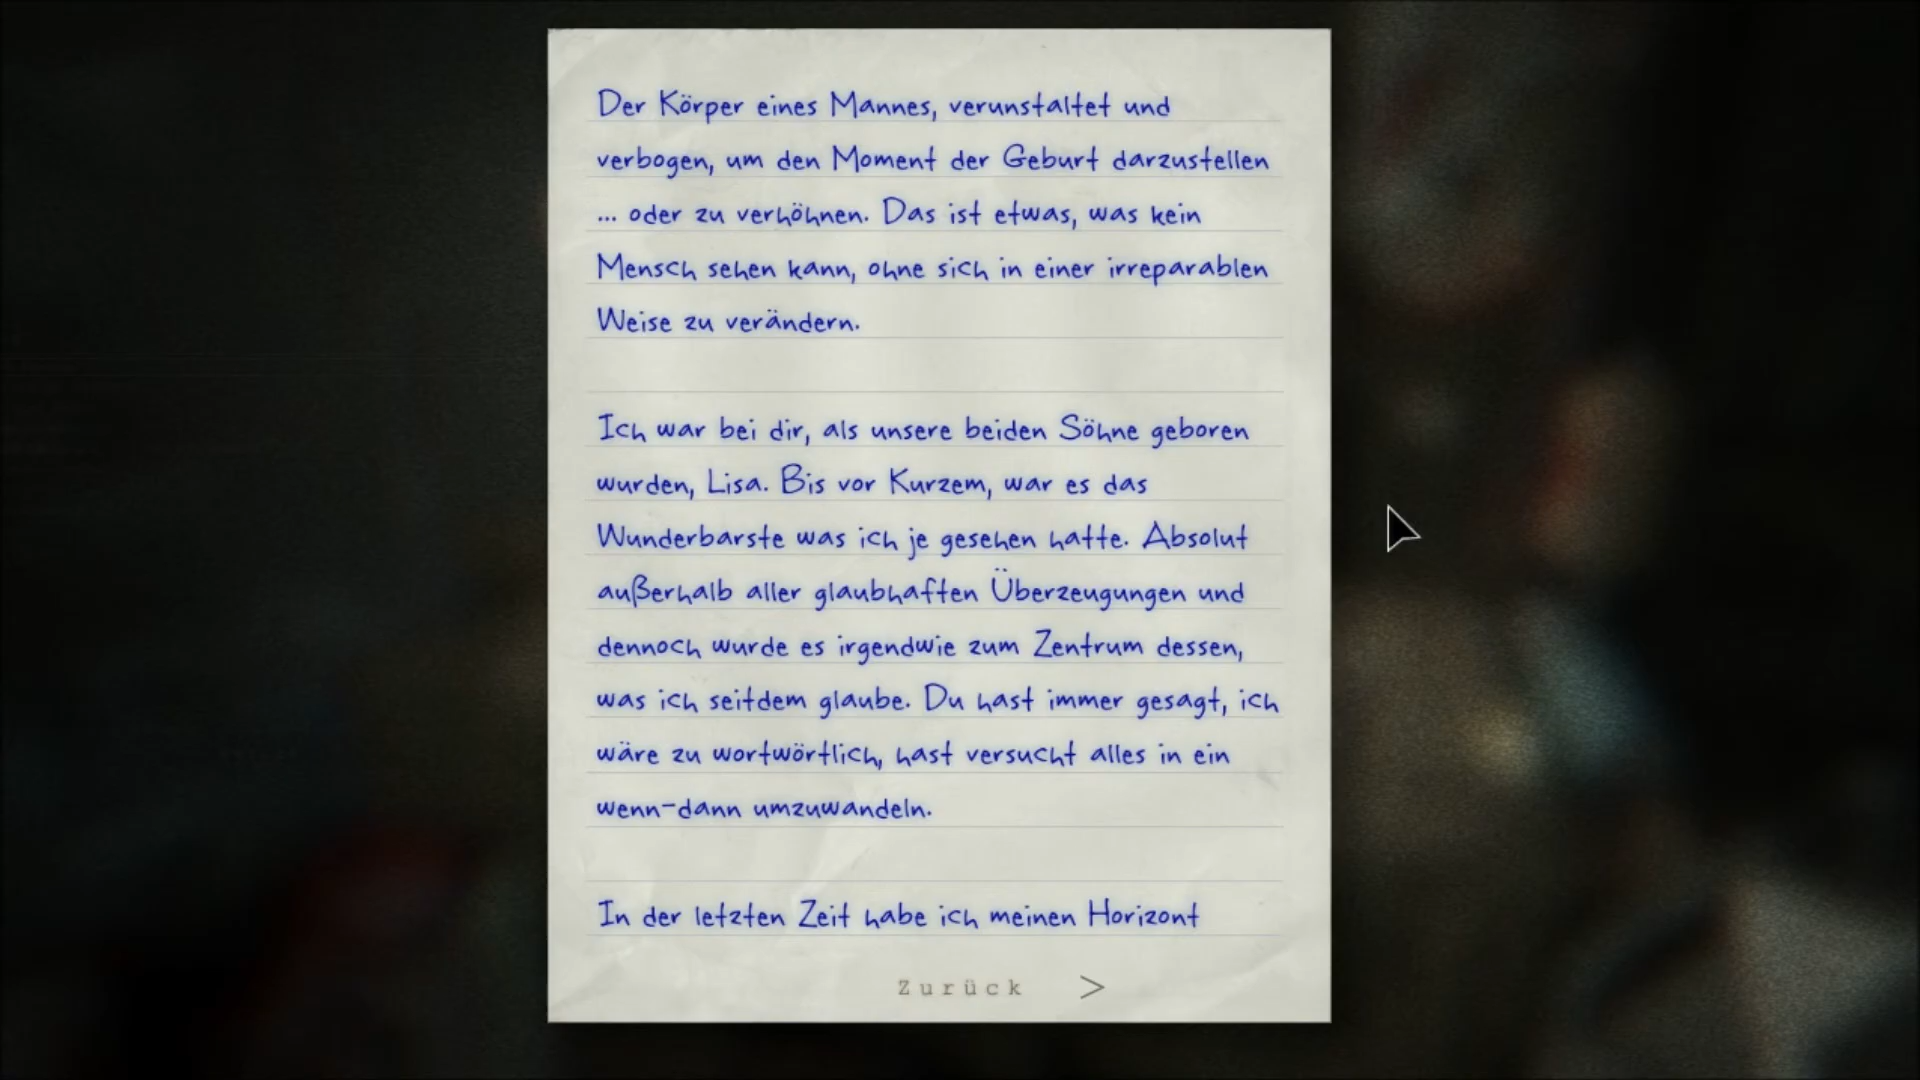 Der Körper eines Mannes, verunstaltet und
verbogen, um den Moment der Geburt darzustellen
... oder zu verhöhnen. Das ist etwas, was kein
Mensch sehen kann, ohne sich in einer irreparablen
Weise zu verändern.
Ich war bei dir, als unsere beiden Söhne geboren
wurden, Lisa. Bis vor Kurzem, war es das
Wunderbarste was ich je gesehen hatte. Absolut
außerhalb aller glaubhaften Überzeugungen und
dennoch wurde es irgendwie zum Zentrum dessen,
was ich seitdem glaube. Du hast immer gesagt, ich
wäre zu wortwörtlich, hast versucht alles in ein
wenn-dann umzuwandeln.
In der letzten Zeit habe ich meinen Horizont
Zurück >